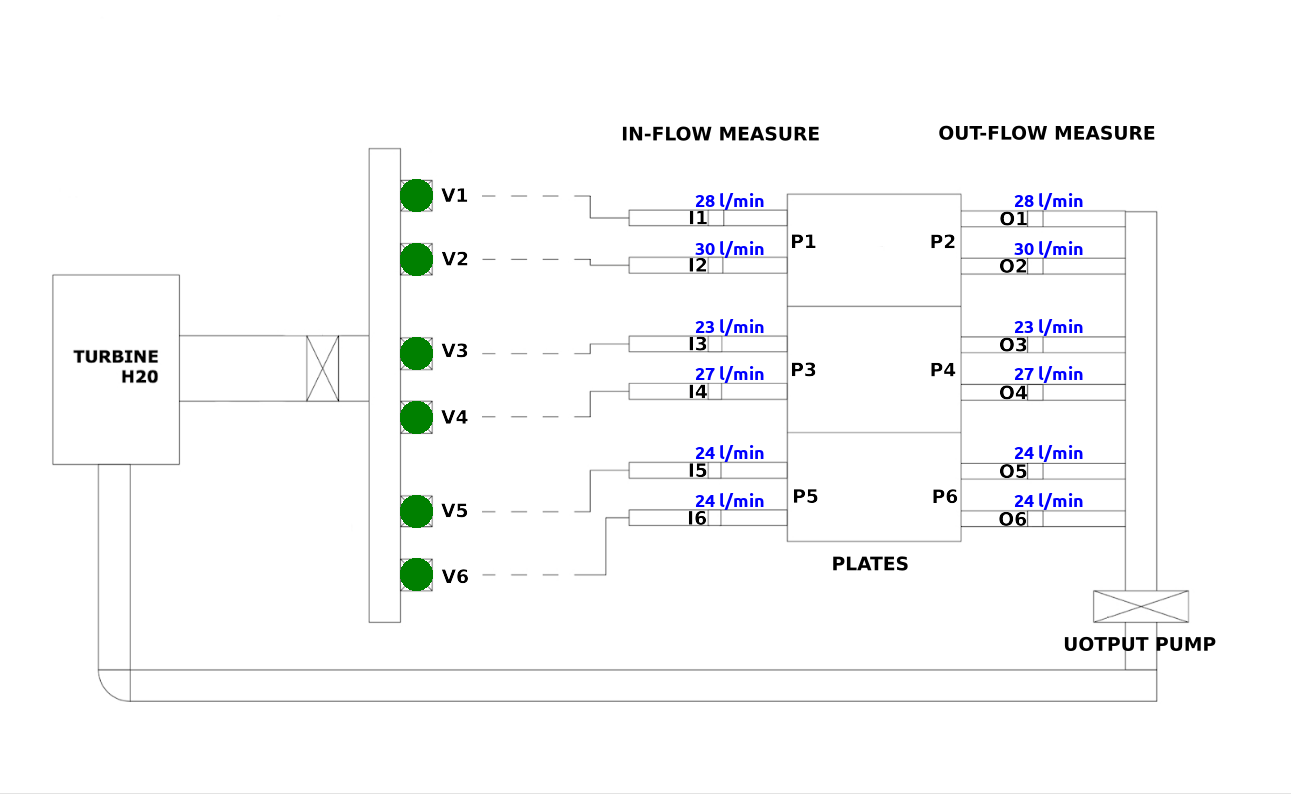 IN-FLOW MEASURE
OUT-FLOW MEASURE
V1
28 l/min
I1
28 l/min
O1
P1
P2
V2
30 l/min
I2
30 l/min
O2
TURBINE
H20
V3
23 l/min
I3
23 l/min
O3
P3
P4
V4
27 l/min
I4
27 l/min
O4
V5
24 l/min
I5
24 l/min
O5
P5
P6
V6
24 l/min
I6
24 l/min
O6
PLATES
UOTPUT PUMP